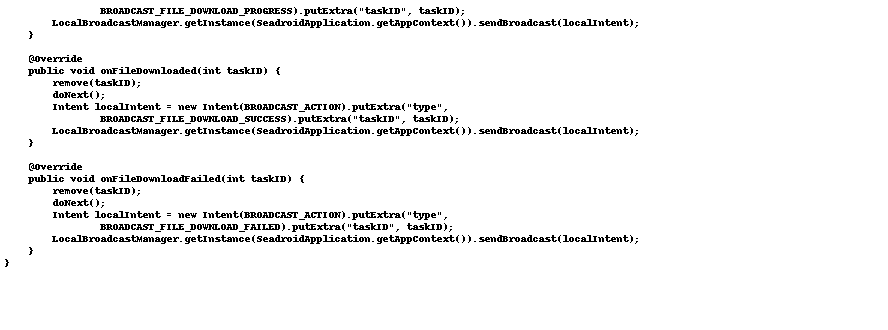 BROADCAST_FILE_DOWNLOAD_PROGRESS).putExtra("taskID", taskID);
LocalBroadcastManager.getInstance(SeadroidApplication.getAppContext()).sendBroadcast(localIntent);
}
@Override
public void onFileDownloaded(int taskID) {
remove(taskID);
doNext();
Intent localIntent = new Intent(BROADCAST_ACTION).putExtra("type",
BROADCAST_FILE_DOWNLOAD_SUCCESS).putExtra("taskID", taskID);
LocalBroadcastManager.getInstance(SeadroidApplication.getAppContext()).sendBroadcast(localIntent);
}
@Override
public void onFileDownloadFailed(int taskID) {
remove(taskID);
doNext();
Intent localIntent = new Intent(BROADCAST_ACTION).putExtra("type",
BROADCAST_FILE_DOWNLOAD_FAILED).putExtra("taskID", taskID);
LocalBroadcastManager.getInstance(SeadroidApplication.getAppContext()).sendBroadcast(localIntent);
}
}